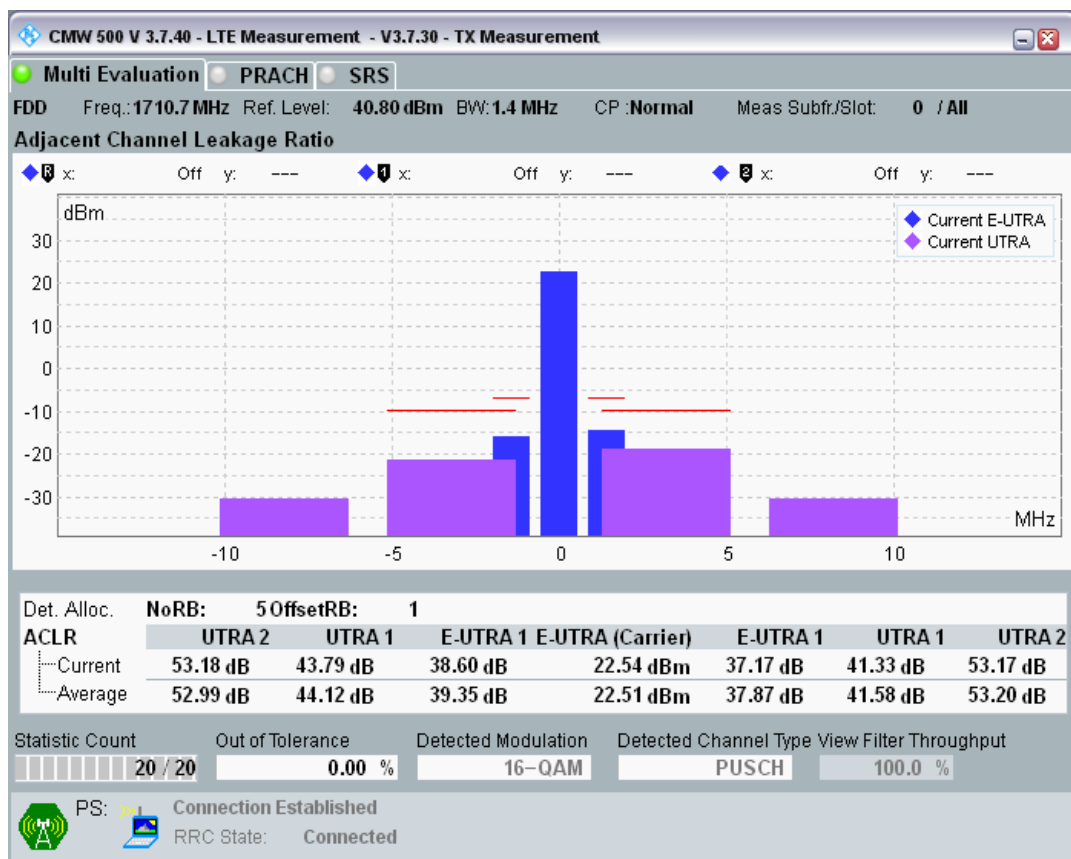 CMW 500 V 3.7.40 - LTE Measurement - V3.7.30 - TX Measurement
Multi Evaluation PRACH SRS
FDD Freq.: 1710.7 MHz Ref. Level: 40.80 dBm BW: 1.4 MHz CP :Normal Meas Subfr./Slot: 0 / All
Adjacent Channel Leakage Ratio
R x: Off y: --- 1 x: Off y: --- 2 x: Off y: ---
dBm
Current E-UTRA
Current UTRA
30
20
10
0
-10
-20
-30
MHz
-10 -5 0 5 10
Det. Alloc. NoRB: 5 OffsetRB: 1
ACLR UTRA 2 UTRA 1 E-UTRA 1 E-UTRA (Carrier) E-UTRA 1 UTRA 1 UTRA 2
Current 53.18 dB 43.79 dB 38.60 dB 22.54 dBm 37.17 dB 41.33 dB 53.17 dB
Average 52.99 dB 44.12 dB 39.35 dB 22.51 dBm 37.87 dB 41.58 dB 53.20 dB
Statistic Count Out of Tolerance Detected Modulation Detected Channel Type View Filter Throughput
20 / 20 0.00 % 16-QAM PUSCH 100.0 %
PS: Connection Established
RRC State: Connected